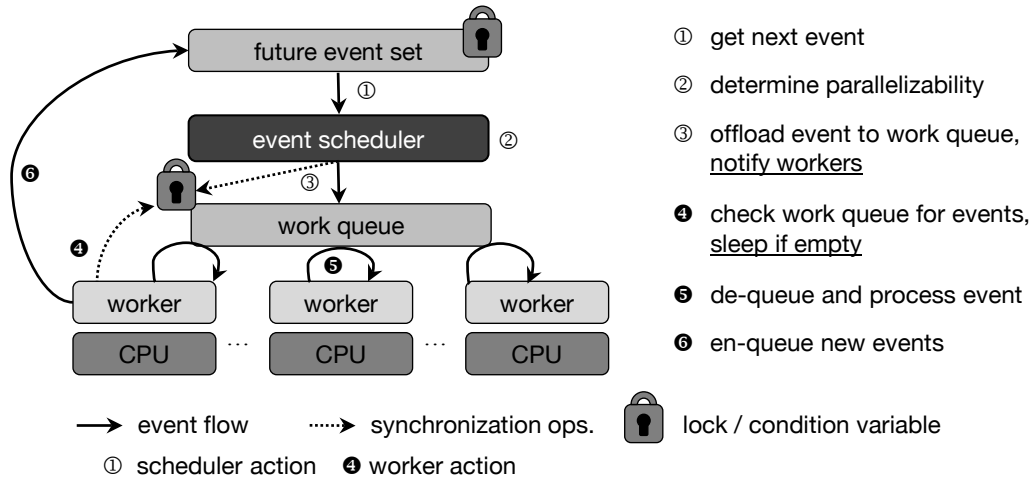 future event set
①
event scheduler
②
③
❻
work queue
❹
❺
worker
worker
worker
CPU
...
CPU
...
CPU
① get next event
② determine parallelizability
③ offload event to work queue,
notify workers
❹ check work queue for events,
sleep if empty
❺ de-queue and process event
❻ en-queue new events
event flow
synchronization ops.
lock / condition variable
① scheduler action
❹ worker action